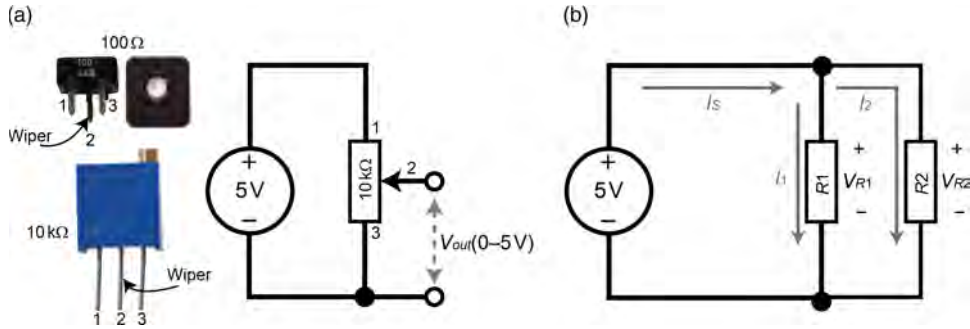 (a)
100Ω
100
1
3
Wiper
2
10kΩ
Wiper
1 2 3
+
5V
−
1
10kΩ
2
3
Vout(0–5V)
(b)
IS
I2
I1
+
5V
−
R1
+
VR1
−
R2
+
VR2
−